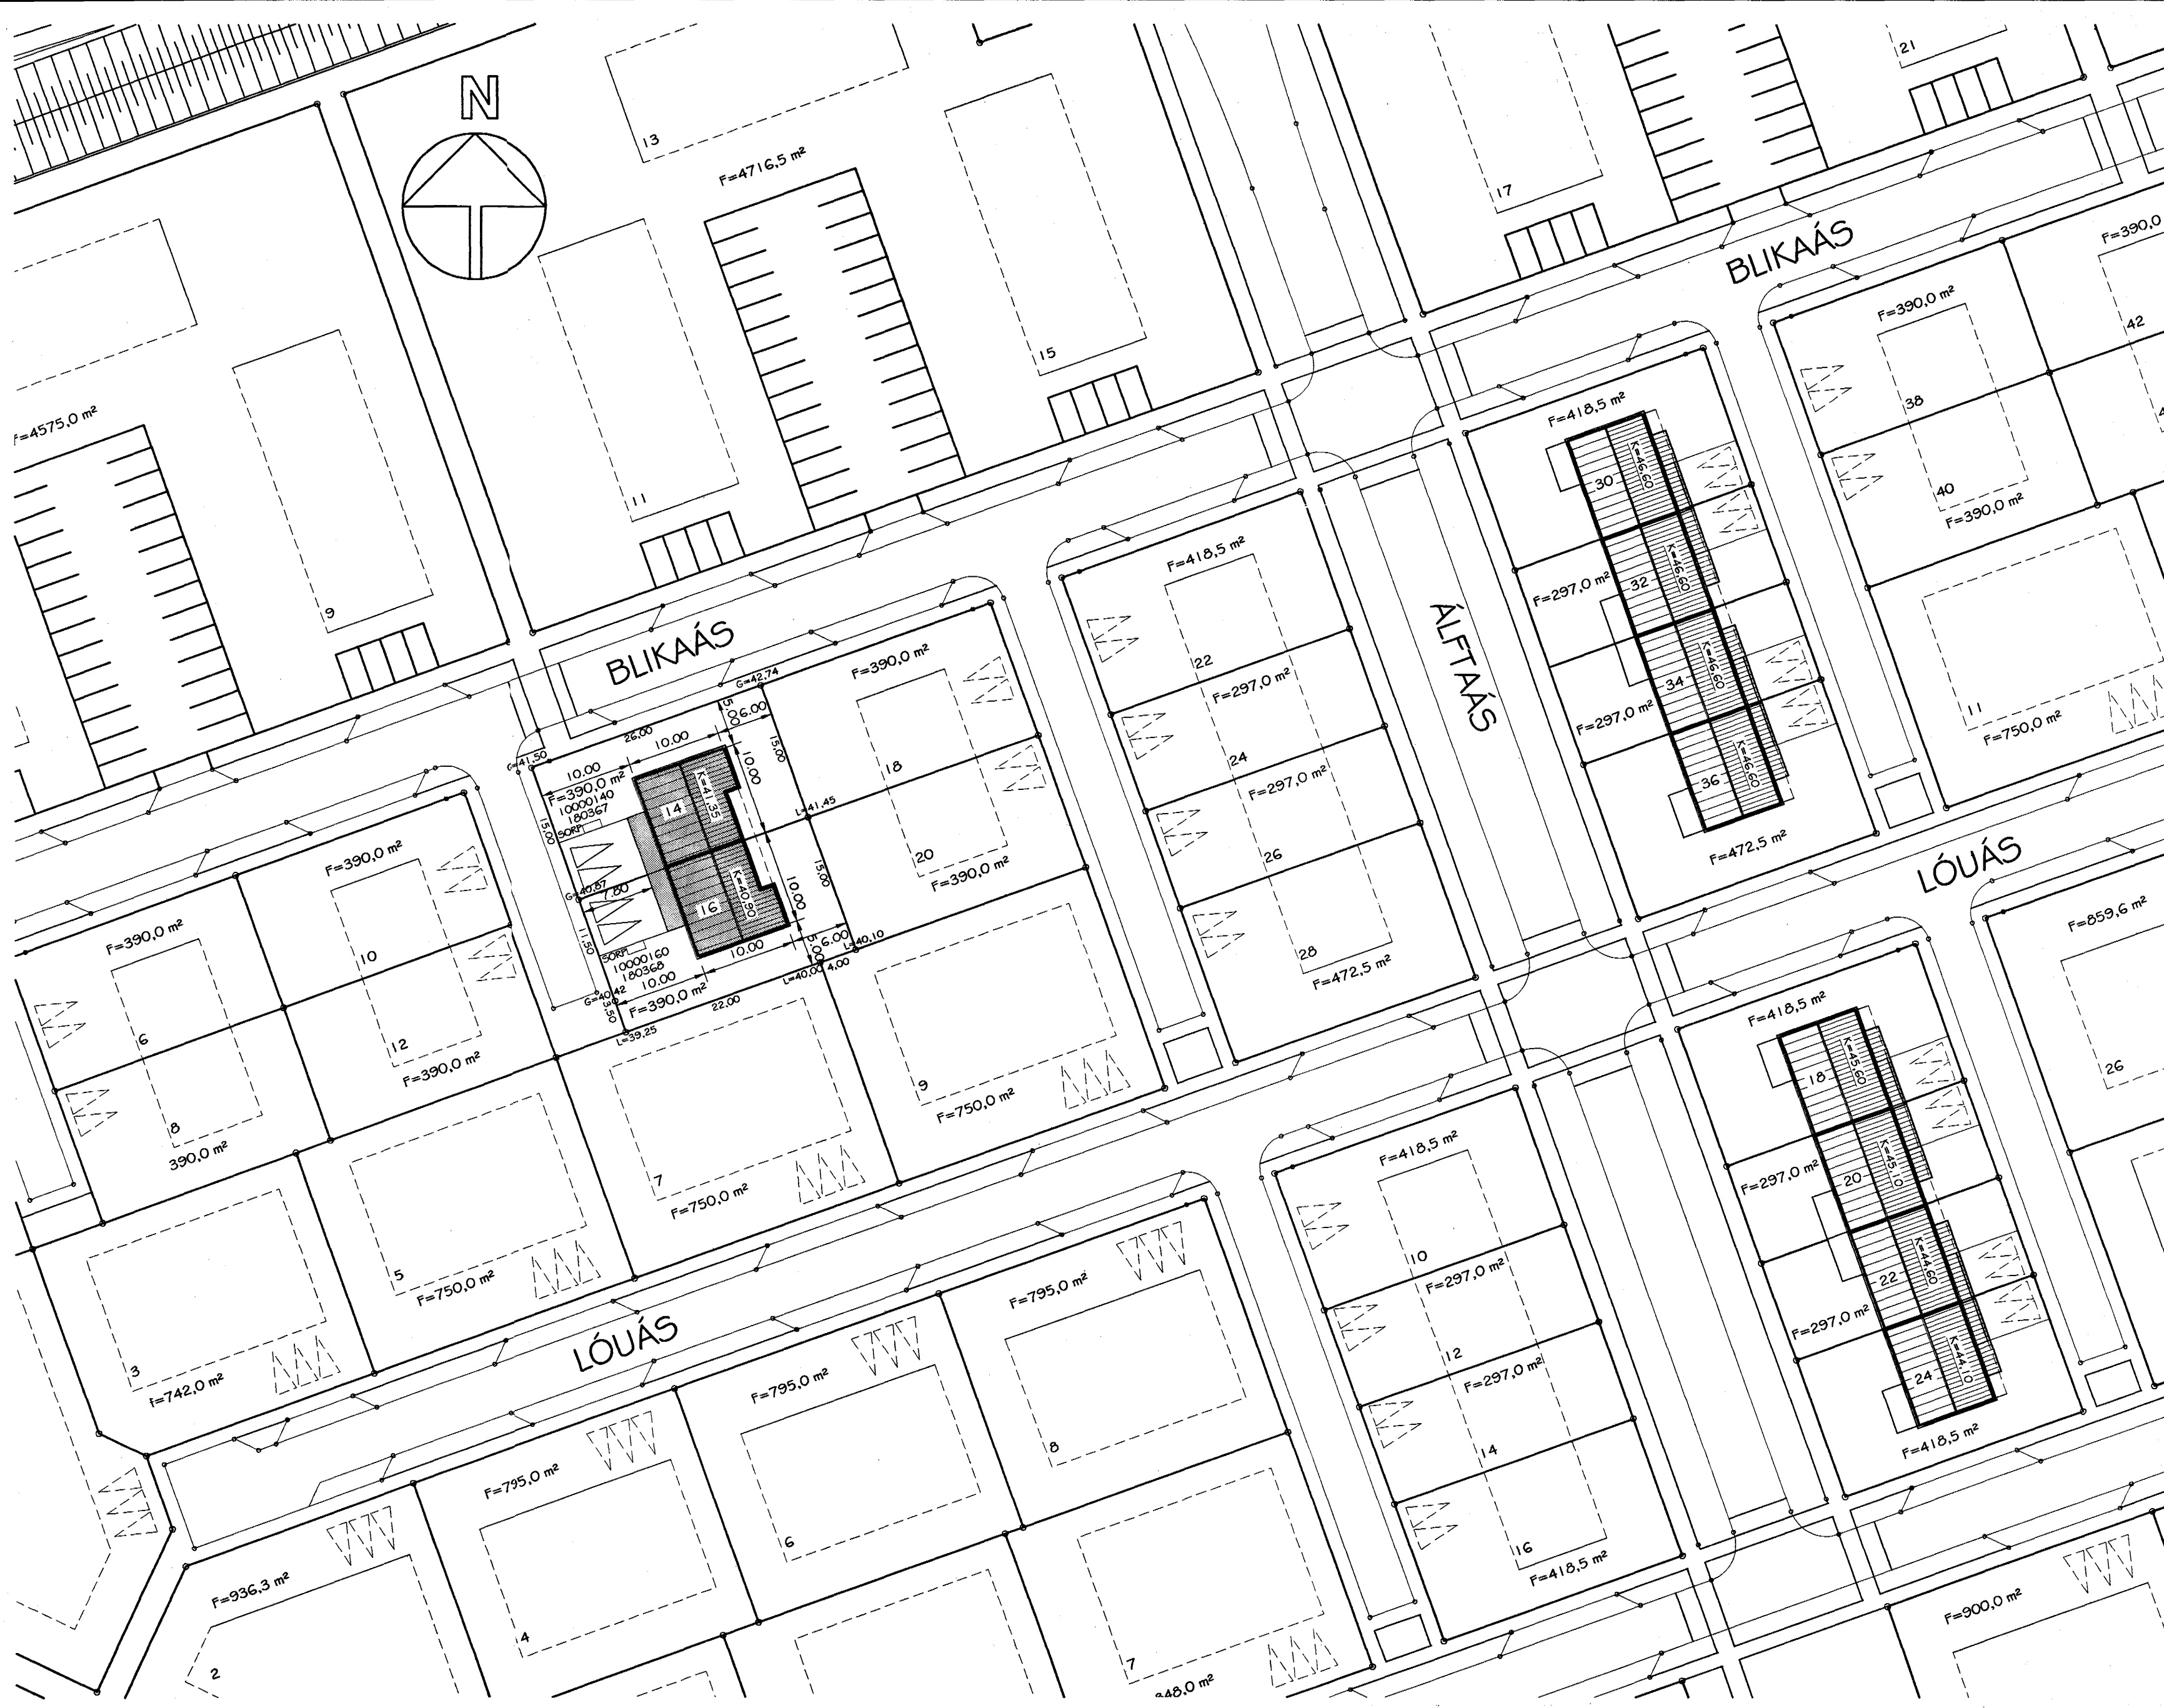 N
13
F=4716,5 m²
15
11
9
F=4575,0 m²
17
21
BLIKAÁS
F=390,0
42
F=390,0 m²
38
40
F=390,0 m²
11
F=750,0 m²
F=418,5 m²
30
K=46.60
F=297,0 m²
32
K=46.60
34
K=46.60
F=297,0 m²
36
K=46.60
F=472,5 m²
ÁLFTAÁS
LÓUÁS
BLIKAÁS
G=42.74
5.00
6.00
26.00
10.00
15.00
G=41.50
10.00
F=390,0 m²
10000140
180367
SORP
15.00
14
K=41.35
10.00
L=41.45
G=40.87
7.80
16
K=40.90
10.00
15.00
11.50
SORP
10000160
180368
10.00
10.00
5.00
6.00
L=40.10
L=40.00
4.00
G=40.42
3.50
F=390,0 m²
22.00
L=39.25
F=390,0 m²
18
20
F=390,0 m²
F=418,5 m²
22
F=297,0 m²
24
F=297,0 m²
26
28
F=472,5 m²
F=390,0 m²
6
8
390,0 m²
F=390,0 m²
10
12
F=390,0 m²
3
F=742,0 m²
5
F=750,0 m²
7
F=750,0 m²
9
F=750,0 m²
LÓUÁS
F=418,5 m²
10
F=297,0 m²
12
F=297,0 m²
14
16
F=418,5 m²
F=418,5 m²
18
K=45.60
F=297,0 m²
20
K=45.10
22
K=44.60
F=297,0 m²
24
K=44.10
F=418,5 m²
F=859,6 m²
26
F=936,3 m²
2
F=795,0 m²
4
F=795,0 m²
6
F=795,0 m²
8
7
848,0 m²
F=900,0 m²